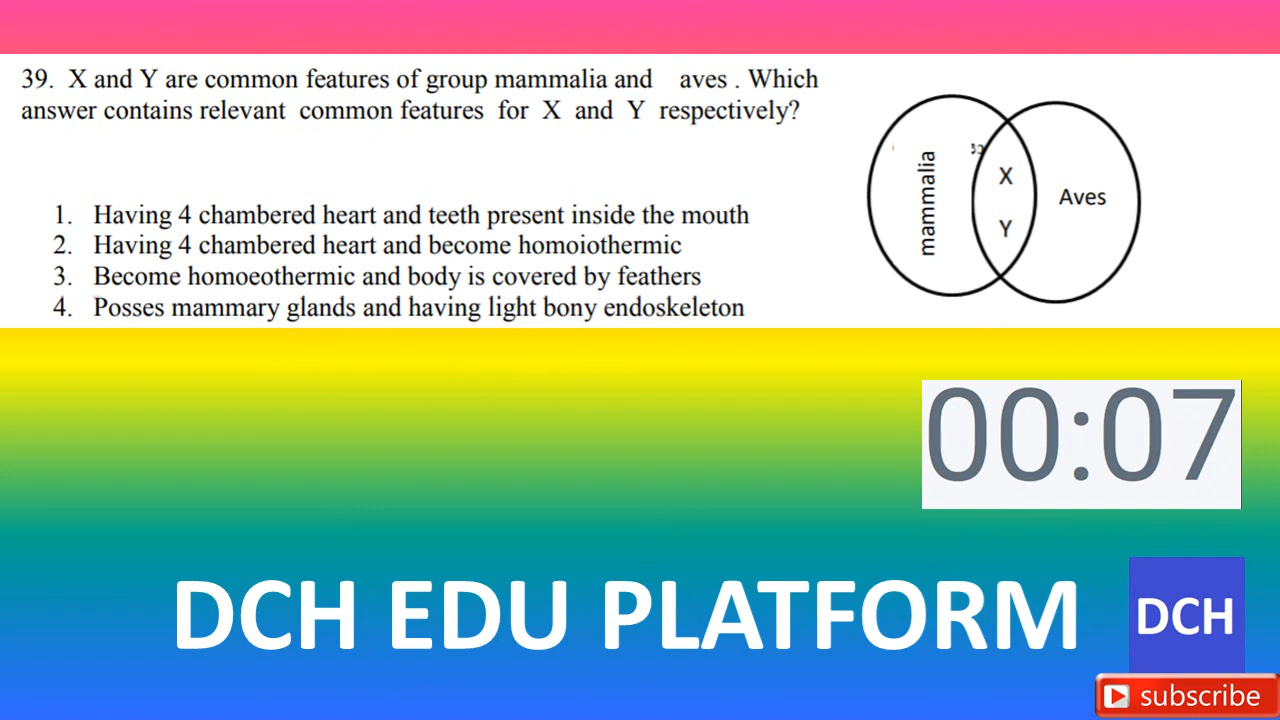 39. X and Y are common features of group mammalia and aves . Which
answer contains relevant common features for X and Y respectively?
1. Having 4 chambered heart and teeth present inside the mouth
2. Having 4 chambered heart and become homoiothermic
3. Become homoeothermic and body is covered by feathers
4. Posses mammary glands and having light bony endoskeleton
mammalia
X
Y
Aves
00:07
DCH EDU PLATFORM
DCH
subscribe